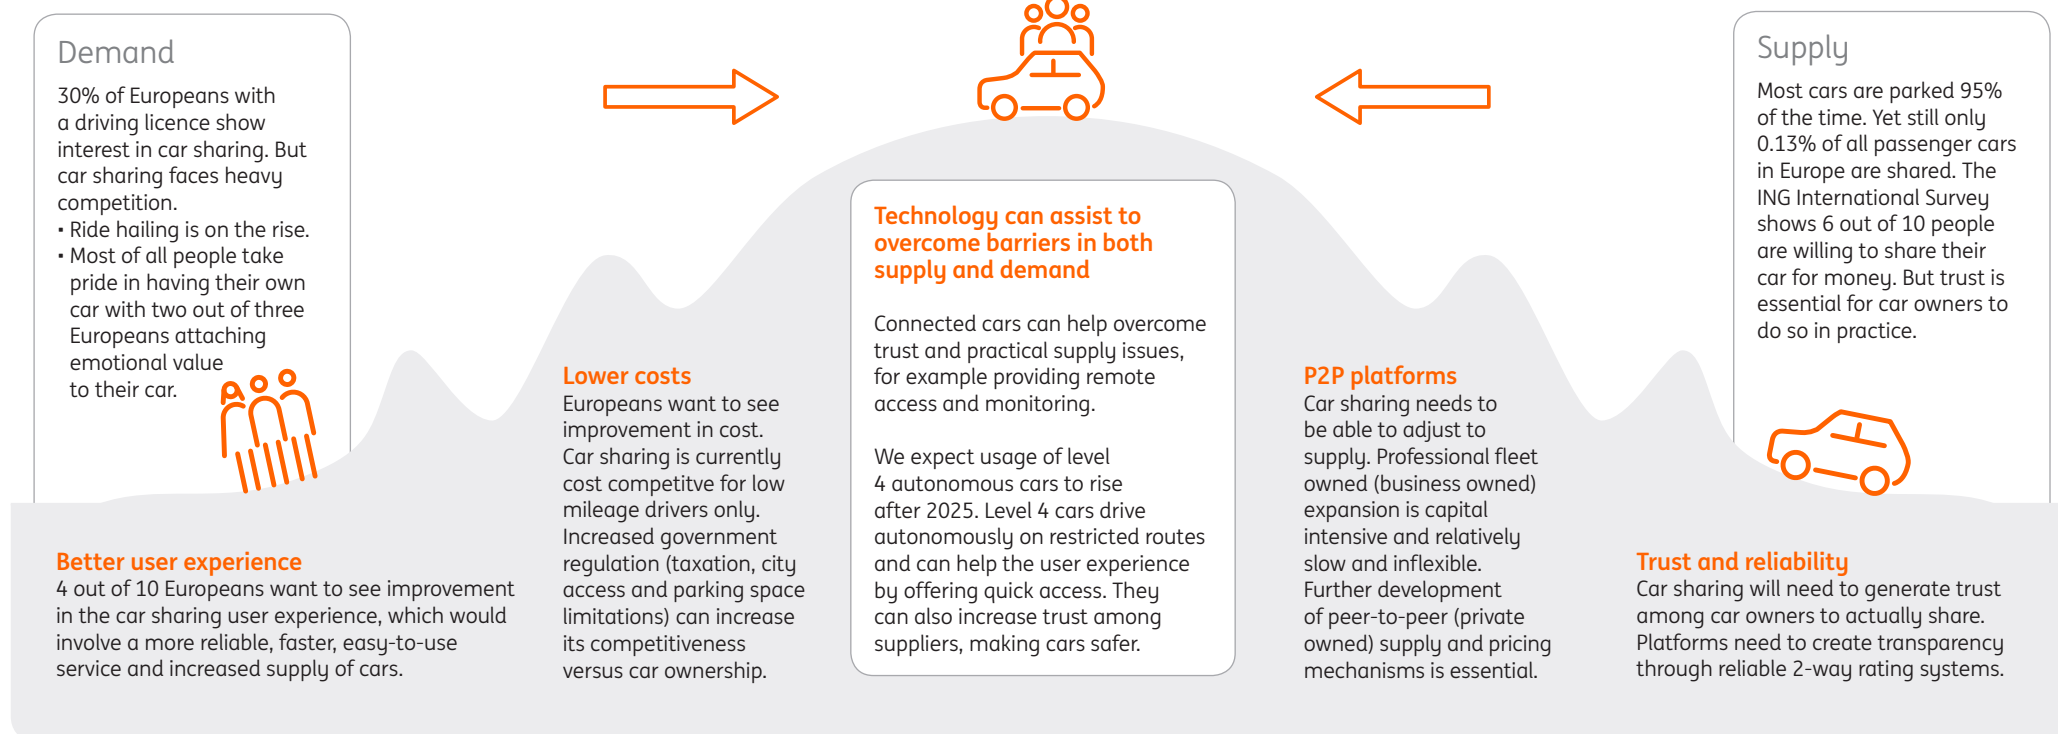 Demand
30% of Europeans with
a driving licence show
interest in car sharing. But
car sharing faces heavy
competition.
▪ Ride hailing is on the rise.
▪ Most of all people take
pride in having their own
car with two out of three
Europeans attaching
emotional value
to their car.
Better user experience
4 out of 10 Europeans want to see improvement
in the car sharing user experience, which would
involve a more reliable, faster, easy-to-use
service and increased supply of cars.
Lower costs
Europeans want to see
improvement in cost.
Car sharing is currently
cost competitve for low
mileage drivers only.
Increased government
regulation (taxation, city
access and parking space
limitations) can increase
its competitiveness
versus car ownership.
Technology can assist to
overcome barriers in both
supply and demand
Connected cars can help overcome
trust and practical supply issues,
for example providing remote
access and monitoring.
We expect usage of level
4 autonomous cars to rise
after 2025. Level 4 cars drive
autonomously on restricted routes
and can help the user experience
by offering quick access. They
can also increase trust among
suppliers, making cars safer.
P2P platforms
Car sharing needs to
be able to adjust to
supply. Professional fleet
owned (business owned)
expansion is capital
intensive and relatively
slow and inflexible.
Further development
of peer-to-peer (private
owned) supply and pricing
mechanisms is essential.
Supply
Most cars are parked 95%
of the time. Yet still only
0.13% of all passenger cars
in Europe are shared. The
ING International Survey
shows 6 out of 10 people
are willing to share their
car for money. But trust is
essential for car owners to
do so in practice.
Trust and reliability
Car sharing will need to generate trust
among car owners to actually share.
Platforms need to create transparency
through reliable 2-way rating systems.